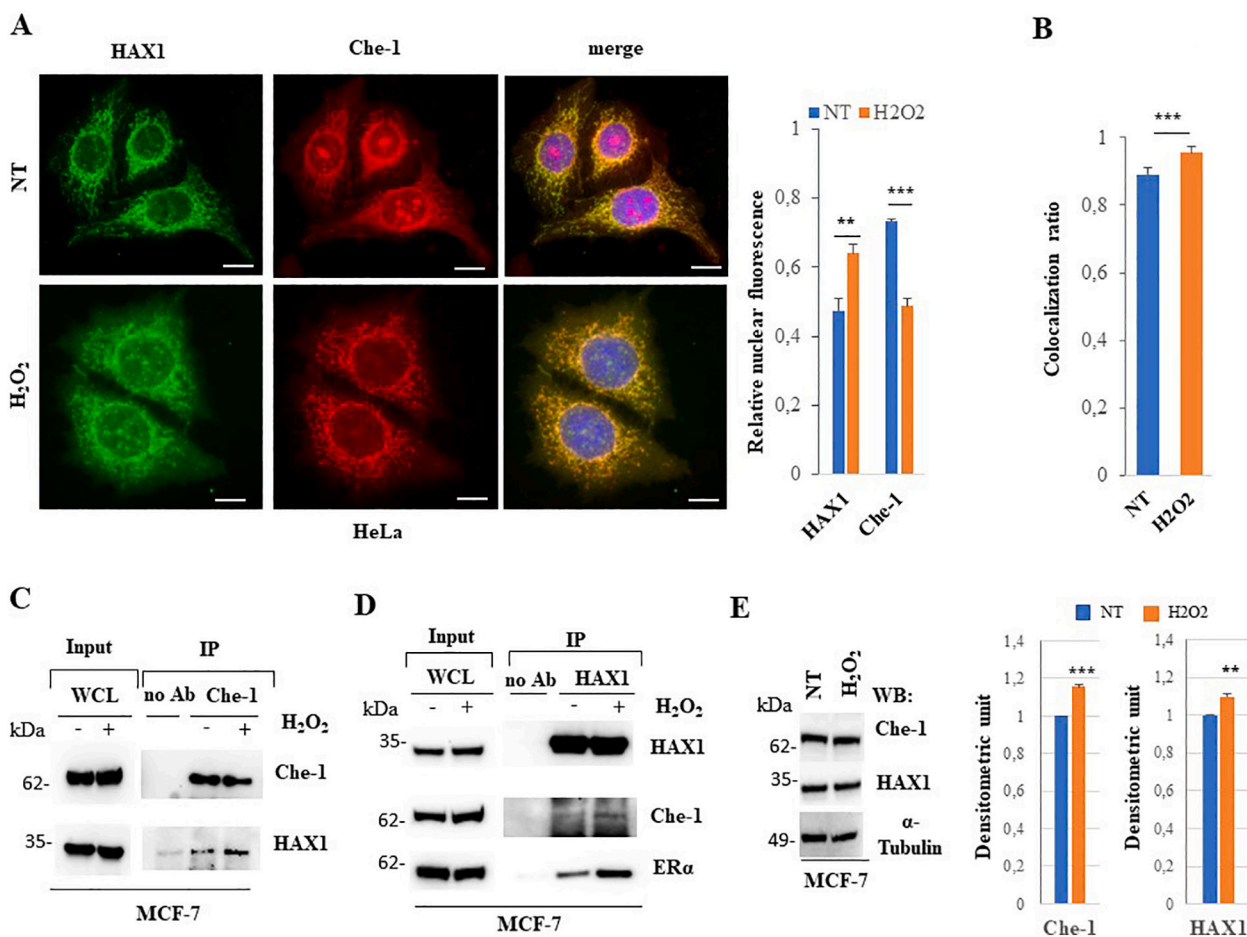 A
HAX1
Che-1
merge
NT
H₂O₂
HeLa
NT H2O2
Relative nuclear fluorescence
1
0,8
0,6
0,4
0,2
0
**
***
HAX1
Che-1
B
Colocalization ratio
1
0,8
0,6
0,4
0,2
0
***
NT
H2O2
C
Input
IP
WCL
no Ab
Che-1
kDa
- +
- +
H₂O₂
62-
Che-1
35-
HAX1
MCF-7
D
Input
IP
WCL
no Ab
HAX1
kDa
- +
- +
H₂O₂
35-
HAX1
62-
Che-1
62-
ERα
MCF-7
E
NT
H₂O₂
WB:
kDa
Che-1
62-
35-
HAX1
49-
α-
Tubulin
MCF-7
NT H2O2
Densitometric unit
1,4
1,2
1
0,8
0,6
0,4
0,2
0
***
Che-1
Densitometric unit
1,4
1,2
1
0,8
0,6
0,4
0,2
0
**
HAX1